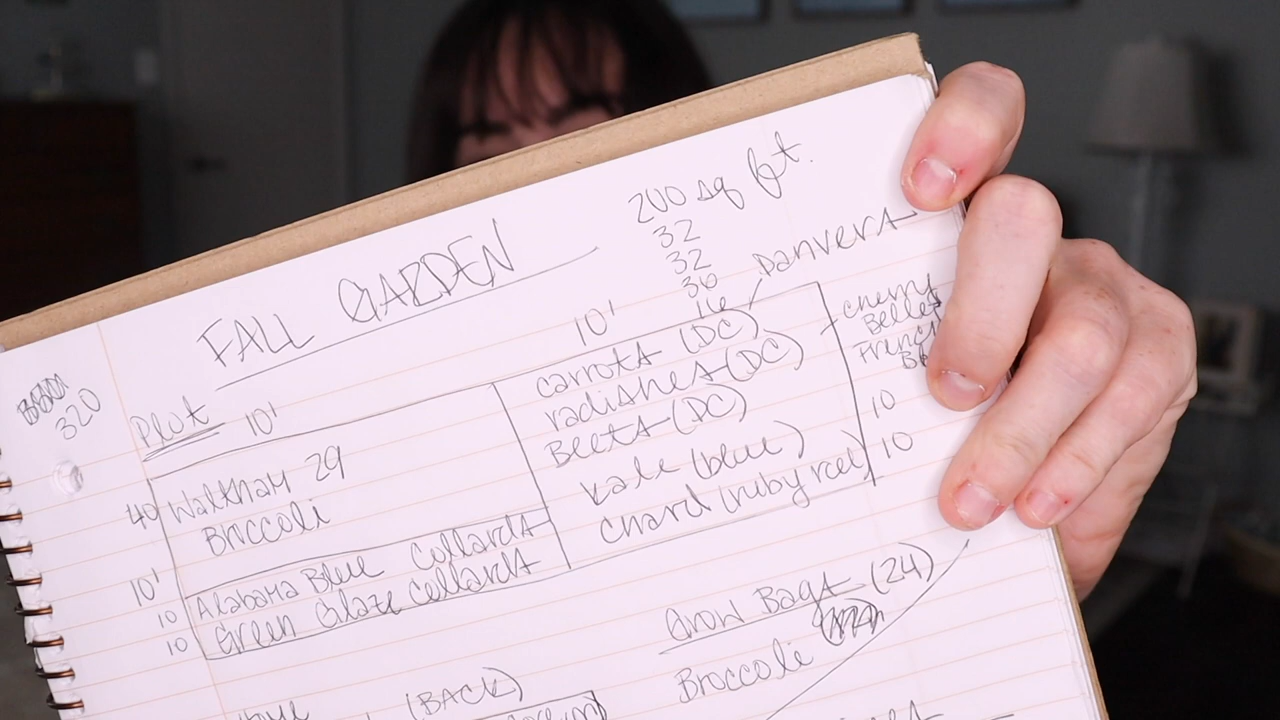 FALL GARDEN
200 sq ft.
32
32
36
16
Danvers
320
Plot 10'
10'
carrots (DC)
radishes (DC)
Beets (DC)
kale (blue)
chard (ruby red)
cherry
Belle
French
10
10
40
Waltham 29
Broccoli
10'
10
Alabama Blue Collards
10
Green Glaze Collards
Grow Bags (24)
Broccoli
(BACK)